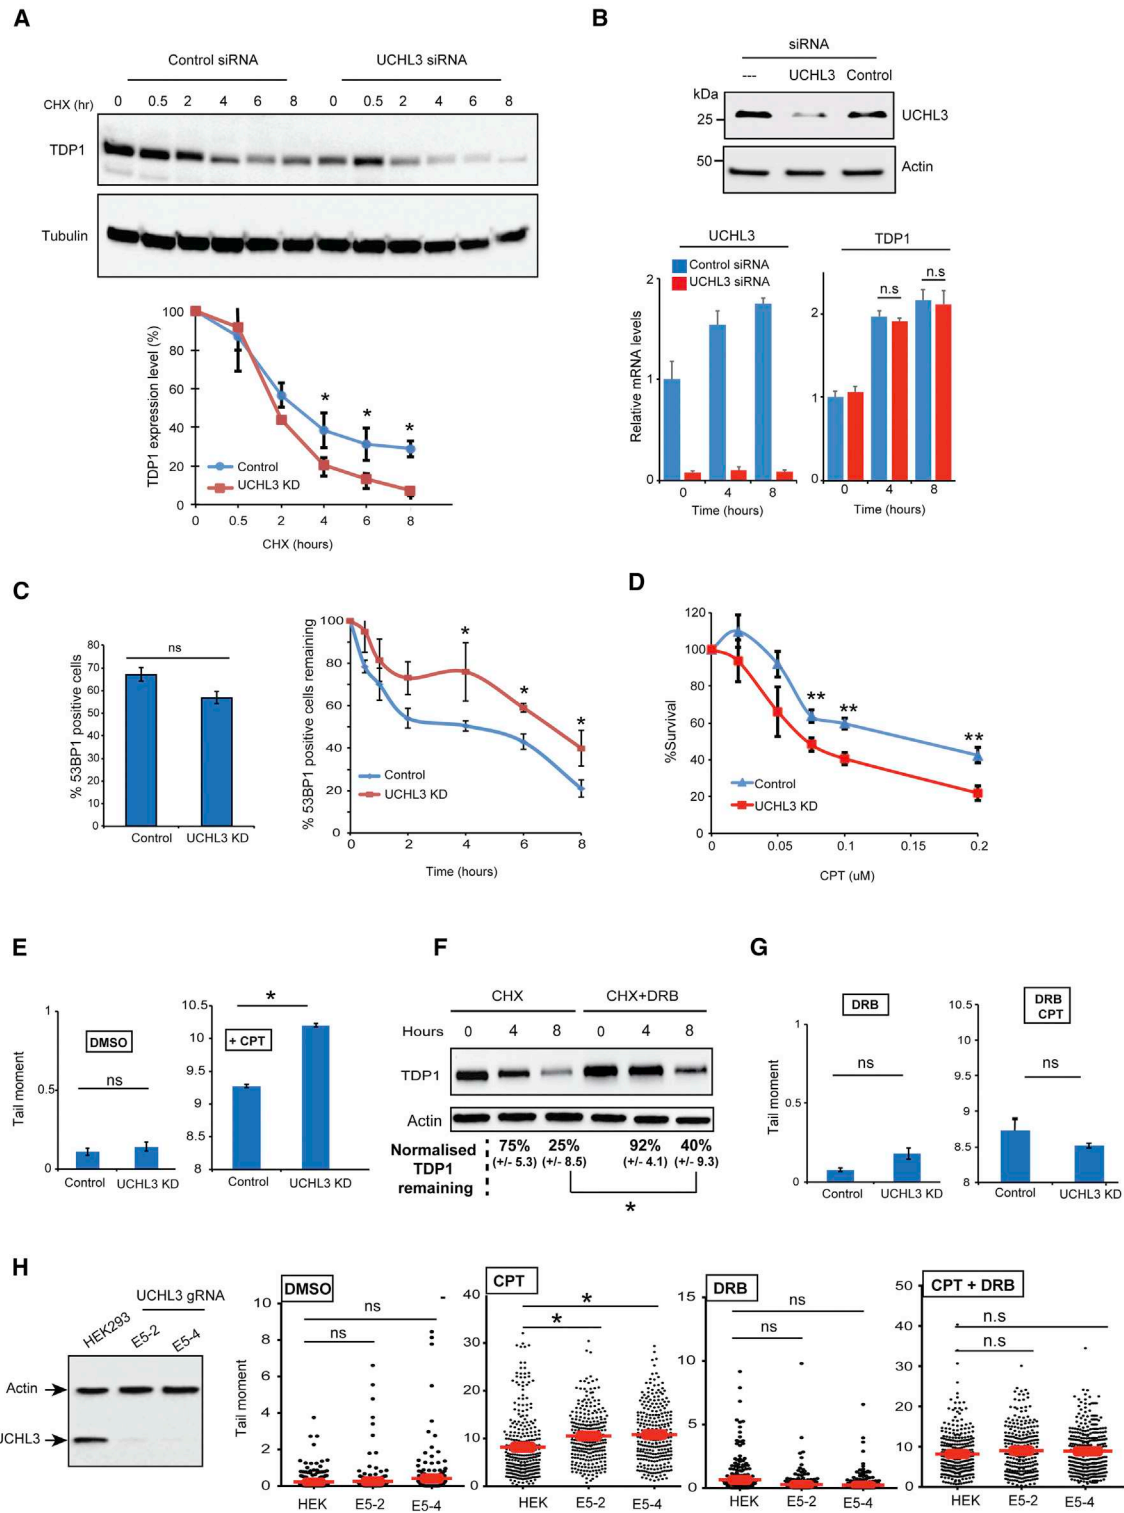 A
Control siRNA
UCHL3 siRNA
CHX (hr)
0 0.5 2 4 6 8 0 0.5 2 4 6 8
TDP1
Tubulin
TDP1 expression level (%)
100
80
60
40
20
0
* * *
Control
UCHL3 KD
0 0.5 2 4 6 8
CHX (hours)
B
siRNA
--- UCHL3 Control
kDa
25
UCHL3
50
Actin
UCHL3
TDP1
Control siRNA
UCHL3 siRNA
Relative mRNA levels
2
1
0
0 4 8
Time (hours)
n.s
n.s
2
1
0
0 4 8
Time (hours)
C
% 53BP1 positive cells
80
70
60
50
40
30
20
10
0
ns
Control UCHL3 KD
% 53BP1 positive cells remaining
100
80
60
40
20
0
* * *
Control
UCHL3 KD
0 2 4 6 8
Time (hours)
D
%Survival
120
100
80
60
40
20
0
** ** **
Control
UCHL3 KD
0 0.05 0.1 0.15 0.2
CPT (uM)
E
Tail moment
1
0.5
0
DMSO
ns
Control UCHL3 KD
10.5
10
9.5
9
8.5
8
*
+ CPT
Control UCHL3 KD
F
CHX CHX+DRB
Hours 0 4 8 0 4 8
TDP1
Actin
Normalised
TDP1
remaining
75% 25% 92% 40%
(+/- 5.3) (+/- 8.5) (+/- 4.1) (+/- 9.3)
*
G
Tail moment
DRB
1
0.5
0
ns
Control UCHL3 KD
DRB
CPT
10.5
10
9.5
9
8.5
8
ns
Control UCHL3 KD
H
UCHL3 gRNA
HEK293 E5-2 E5-4
Actin
UCHL3
Tail moment
DMSO
10
8
6
4
2
0
ns
ns
HEK E5-2 E5-4
CPT
40
30
20
10
0
*
*
HEK E5-2 E5-4
DRB
15
10
5
0
ns
ns
HEK E5-2 E5-4
CPT + DRB
50
40
30
20
10
0
n.s
n.s
HEK E5-2 E5-4